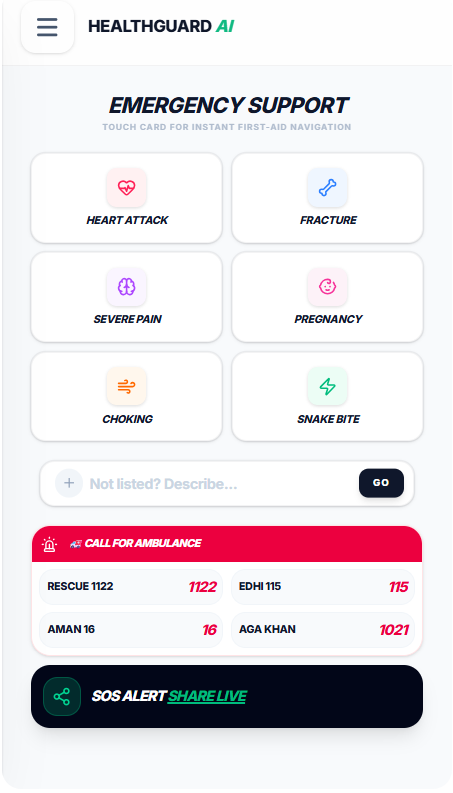 HEALTHGUARD AI
EMERGENCY SUPPORT
TOUCH CARD FOR INSTANT FIRST-AID NAVIGATION
HEART ATTACK
FRACTURE
SEVERE PAIN
PREGNANCY
CHOKING
SNAKE BITE
Not listed? Describe...
GO
CALL FOR AMBULANCE
RESCUE 1122 1122
EDHI 115 115
AMAN 16 16
AGA KHAN 1021
SOS ALERT SHARE LIVE